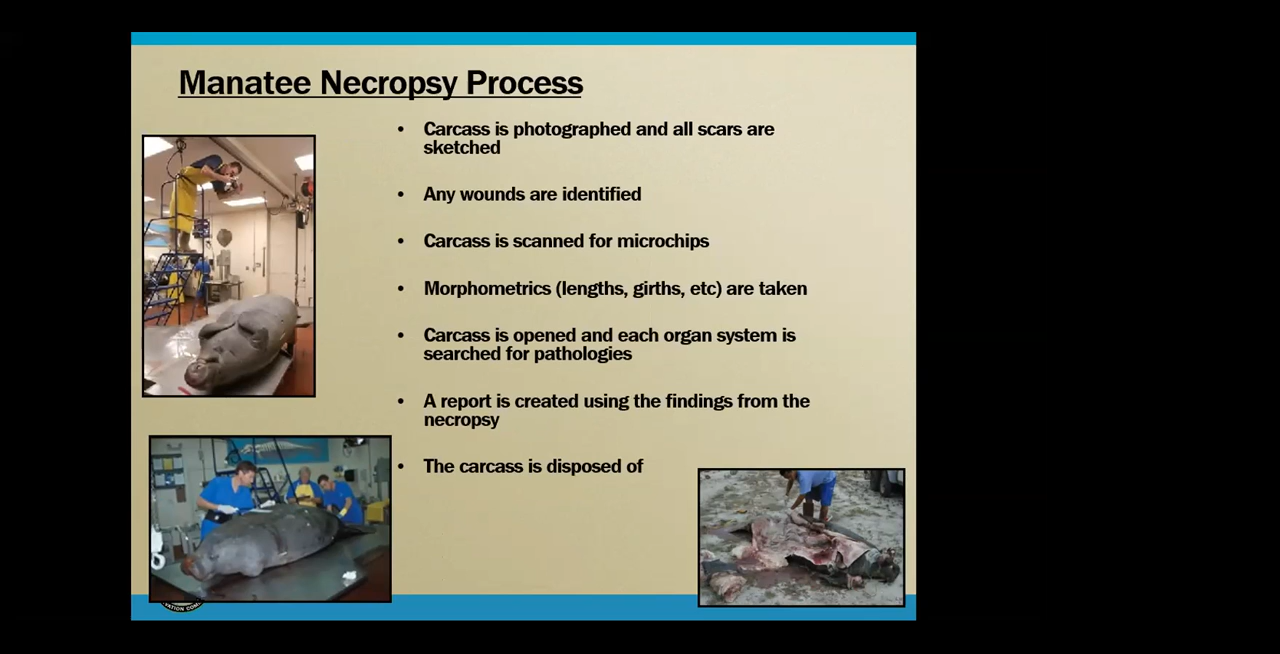 Manatee Necropsy Process
• Carcass is photographed and all scars are
sketched
• Any wounds are identified
• Carcass is scanned for microchips
• Morphometrics (lengths, girths, etc) are taken
• Carcass is opened and each organ system is
searched for pathologies
• A report is created using the findings from the
necropsy
• The carcass is disposed of